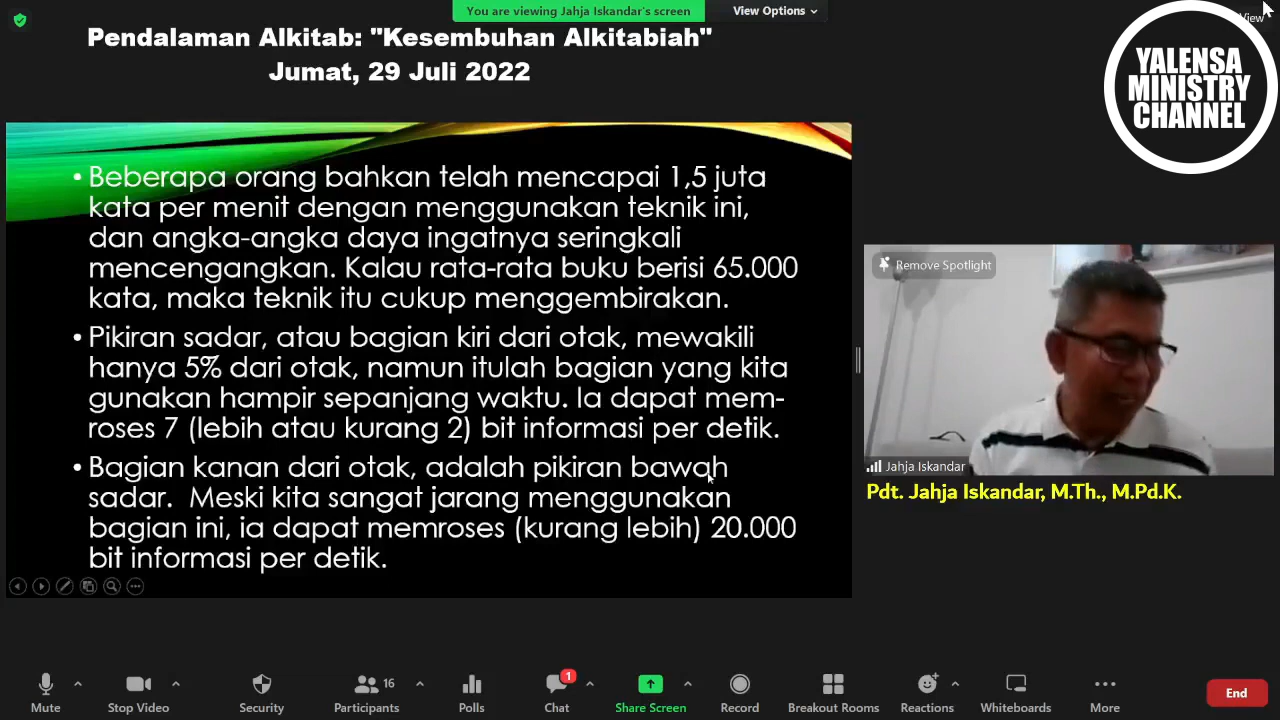 You are viewing Jahja Iskandar's screen
View Options
View
Pendalaman Alkitab: "Kesembuhan Alkitabiah"
Jumat, 29 Juli 2022
YALENSA
MINISTRY
CHANNEL
• Beberapa orang bahkan telah mencapai 1,5 juta
kata per menit dengan menggunakan teknik ini,
dan angka-angka daya ingatnya seringkali
mencengangkan. Kalau rata-rata buku berisi 65.000
kata, maka teknik itu cukup menggembirakan.
• Pikiran sadar, atau bagian kiri dari otak, mewakili
hanya 5% dari otak, namun itulah bagian yang kita
gunakan hampir sepanjang waktu. Ia dapat mem-
roses 7 (lebih atau kurang 2) bit informasi per detik.
• Bagian kanan dari otak, adalah pikiran bawah
sadar. Meski kita sangat jarang menggunakan
bagian ini, ia dapat memroses (kurang lebih) 20.000
bit informasi per detik.
Remove Spotlight
Jahja Iskandar
Pdt. Jahja Iskandar, M.Th., M.Pd.K.
Mute
Stop Video
Security
16
Participants
Polls
1
Chat
Share Screen
Record
Breakout Rooms
Reactions
Whiteboards
More
End